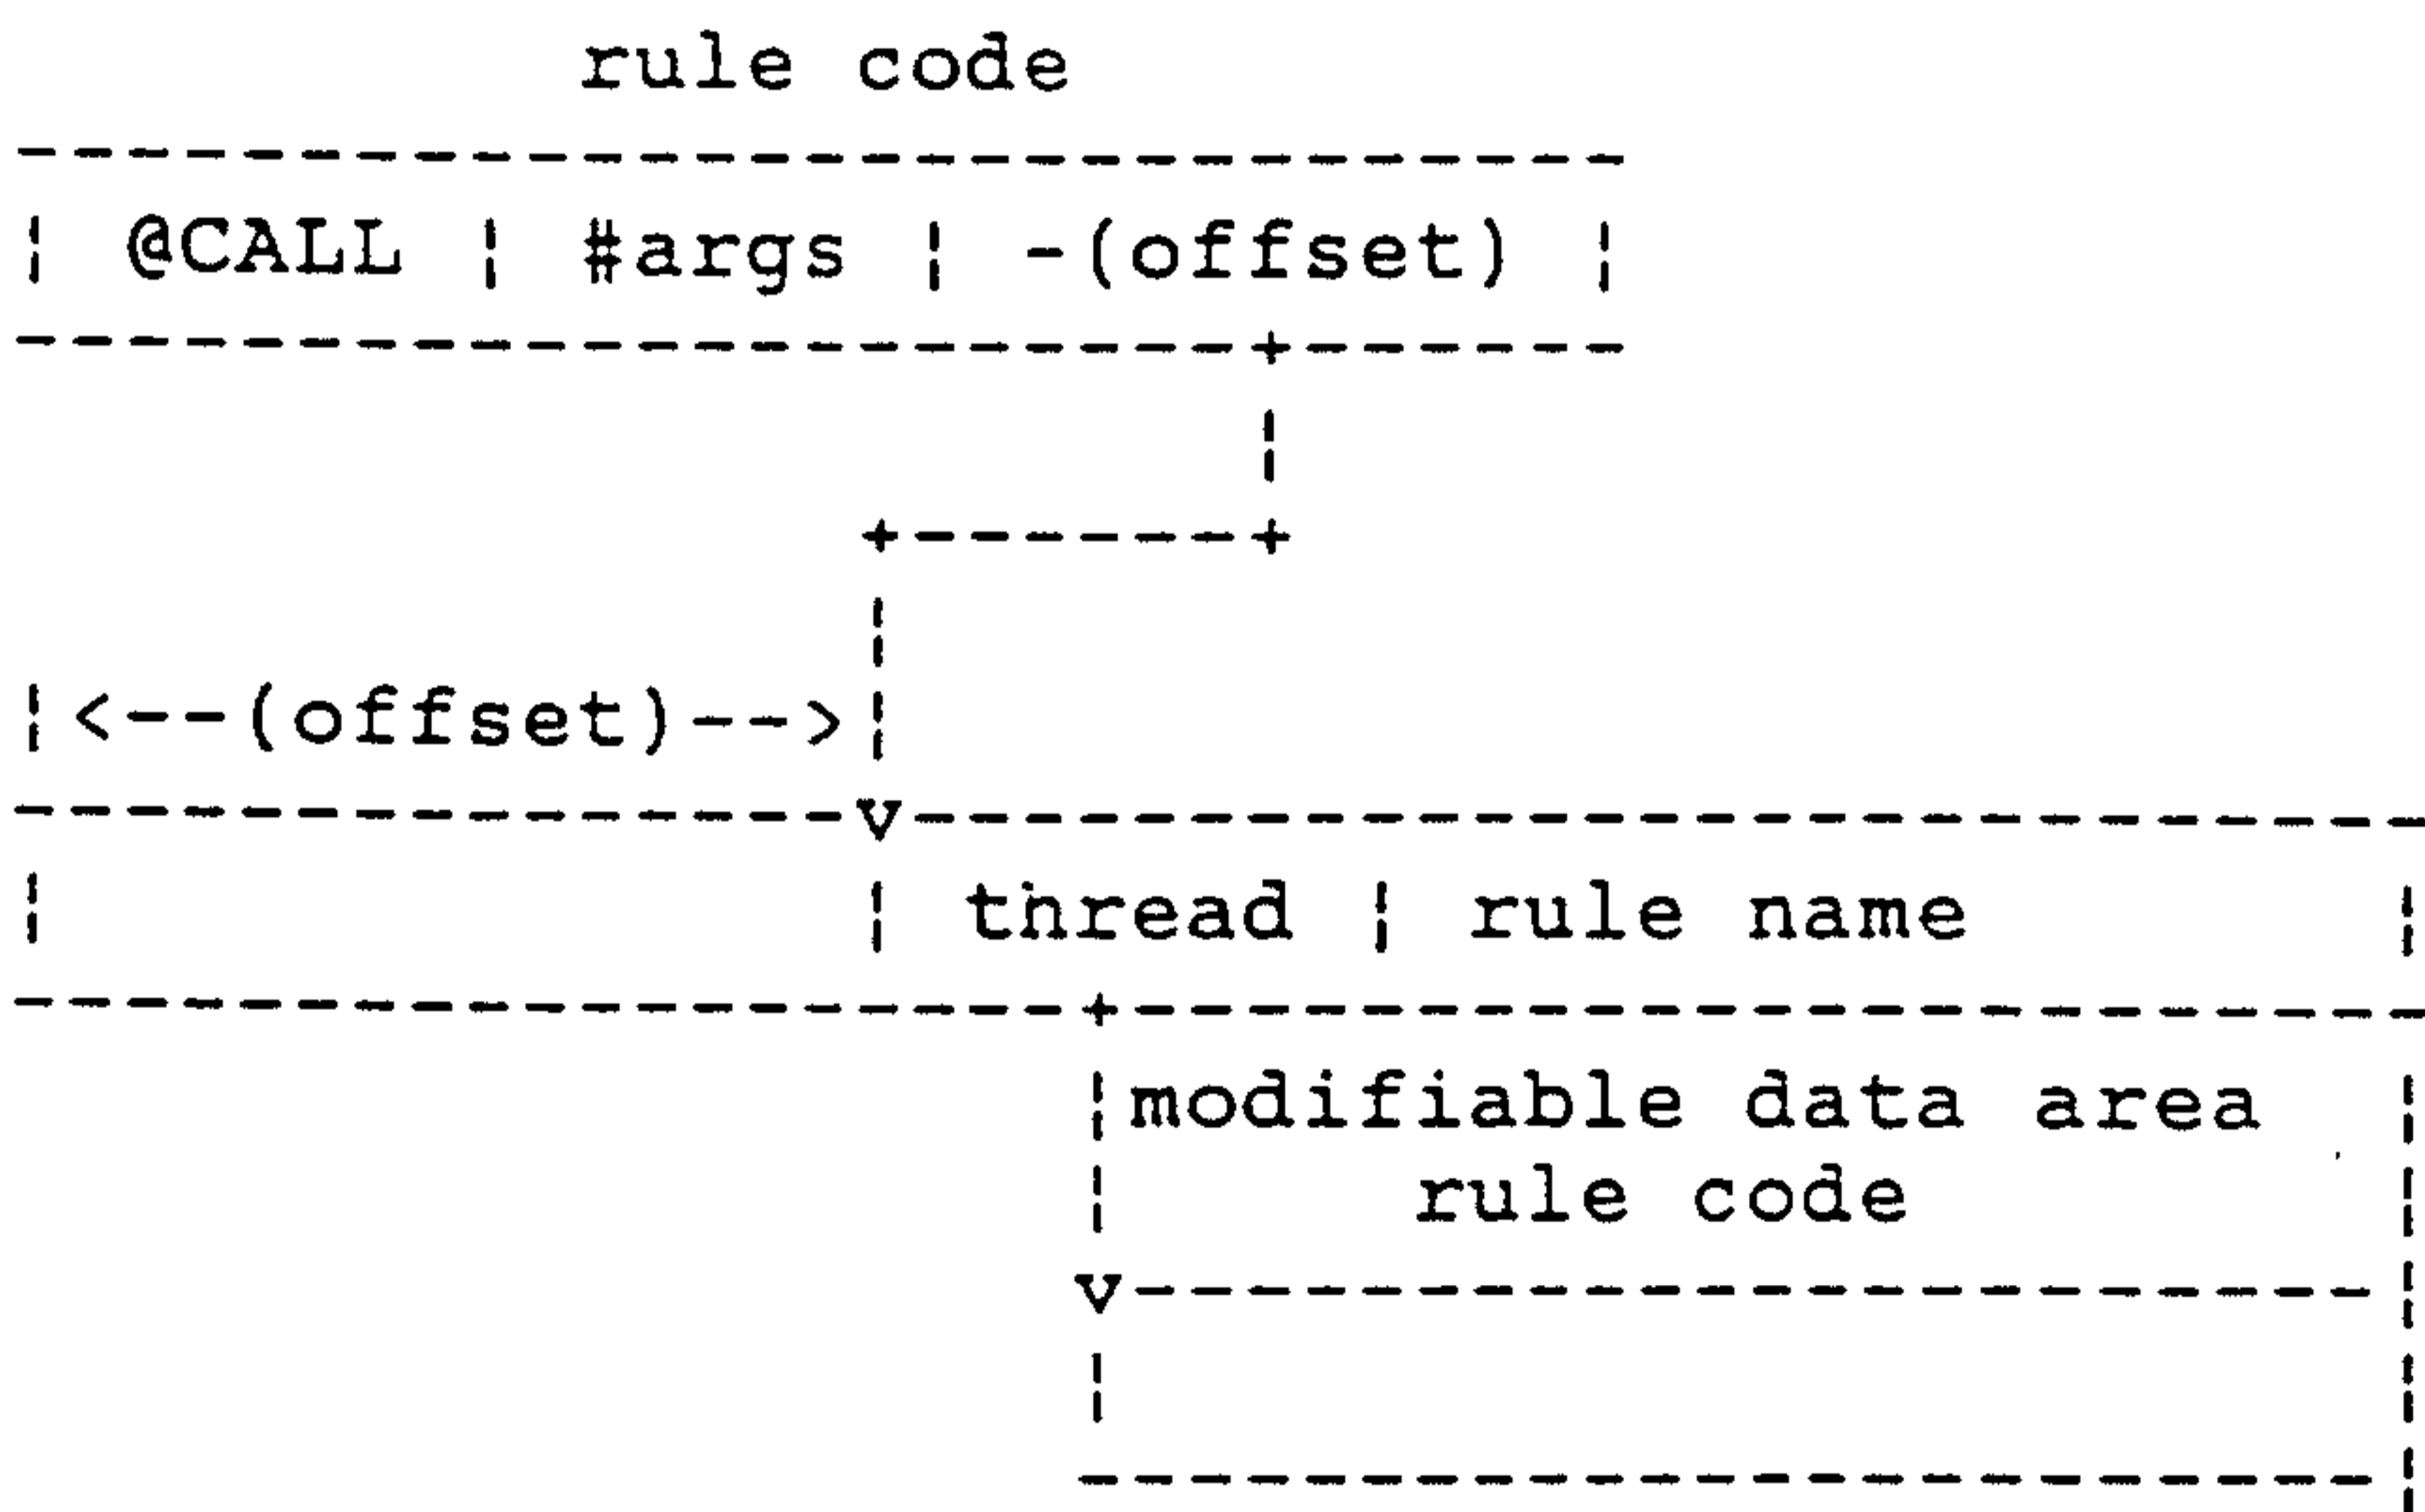 rule code
| @CALL | #args | -(offset) |
|<--(offset)-->|
| thread | rule name |
modifiable data area
rule code